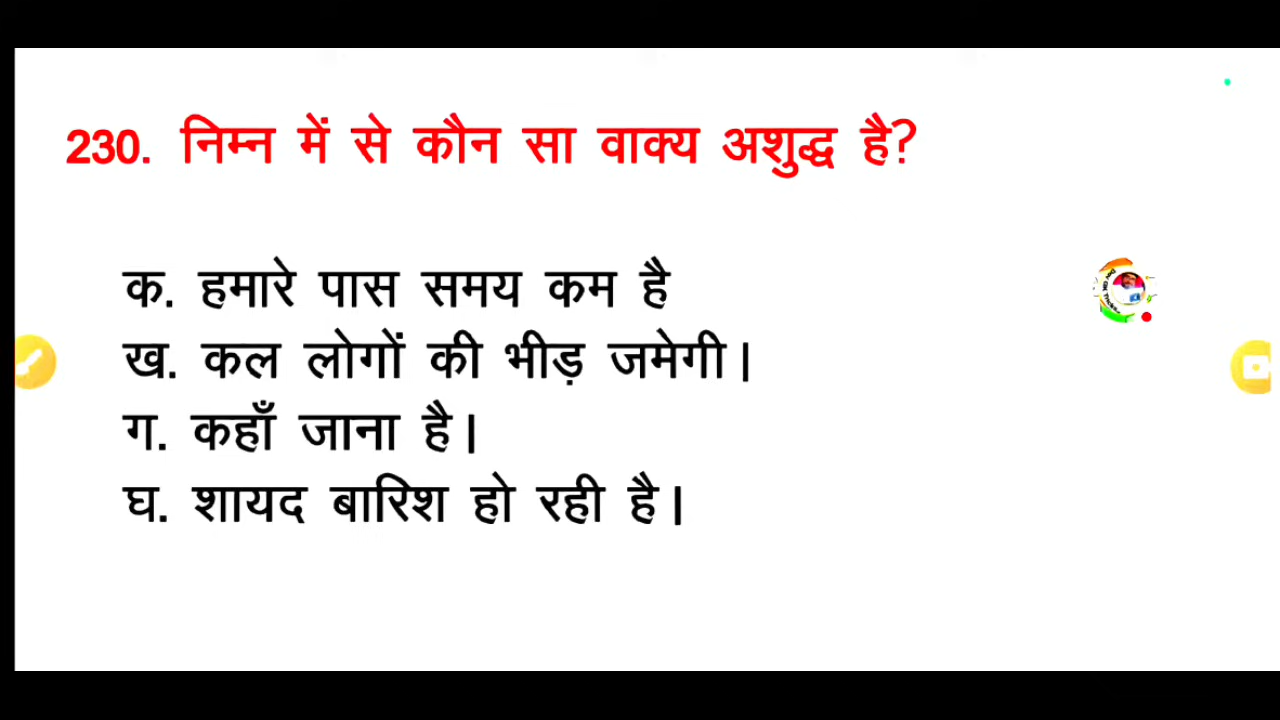 230. निम्न में से कौन सा वाक्य अशुद्ध है?
क. हमारे पास समय कम है
ख. कल लोगों की भीड़ जमेगी।
ग. कहाँ जाना है।
घ. शायद बारिश हो रही है।